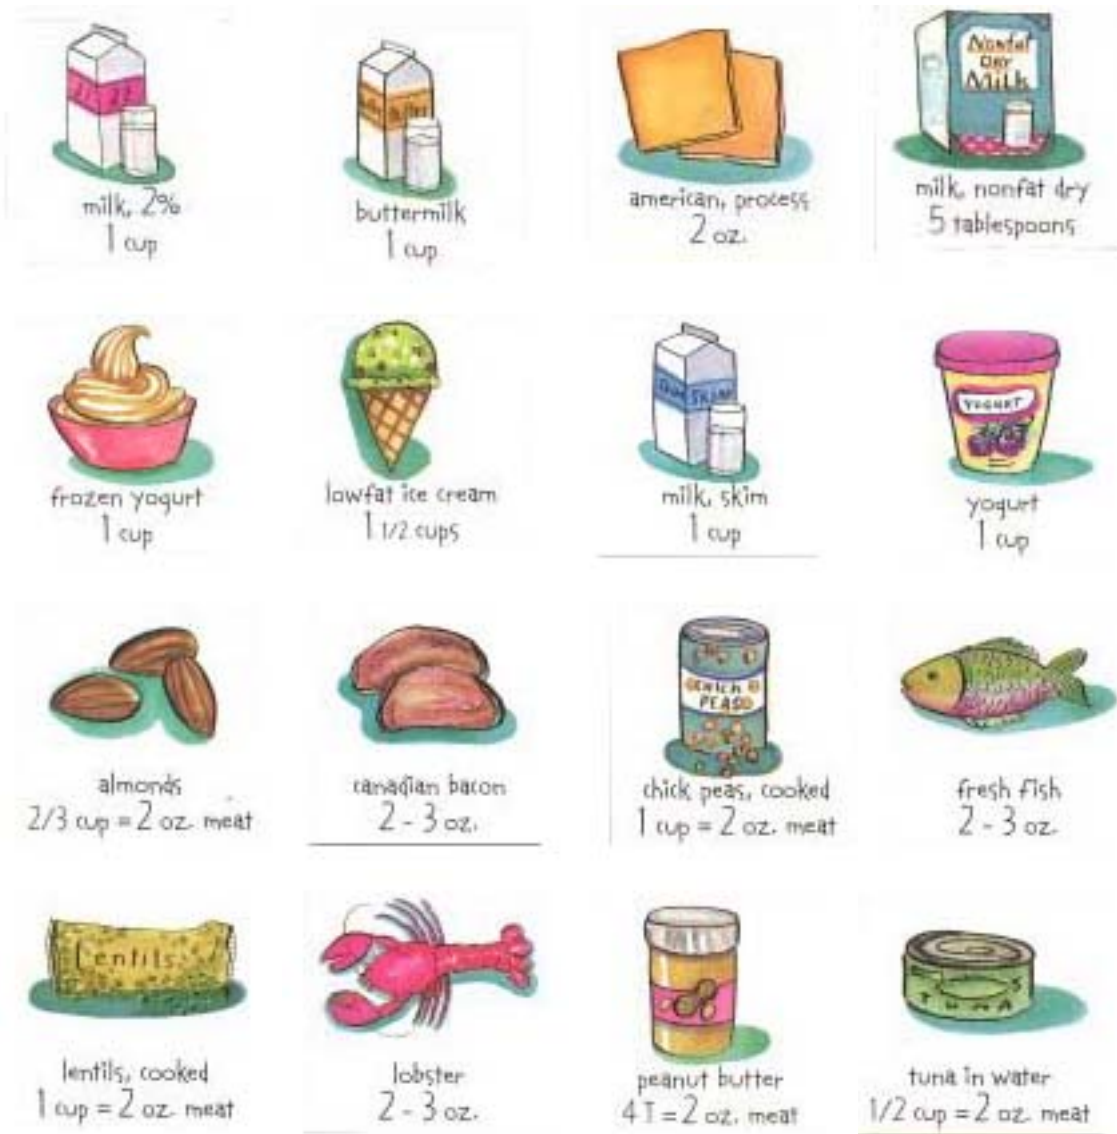 Nonfat
Dry
Milk
milk, 2%
1 cup
buttermilk
1 cup
american, process
2 oz.
milk, nonfat dry
5 tablespoons
SKIM
YOGURT
frozen yogurt
1 cup
lowfat ice cream
1 1/2 cups
milk, skim
1 cup
yogurt
1 cup
CHICK
PEAS
almonds
2/3 cup = 2 oz. meat
canadian bacon
2 - 3 oz.
chick peas, cooked
1 cup = 2 oz. meat
fresh fish
2 - 3 oz.
Lentils
TUNA
lentils, cooked
1 cup = 2 oz. meat
lobster
2 - 3 oz.
peanut butter
4 T = 2 oz. meat
tuna in water
1/2 cup = 2 oz. meat